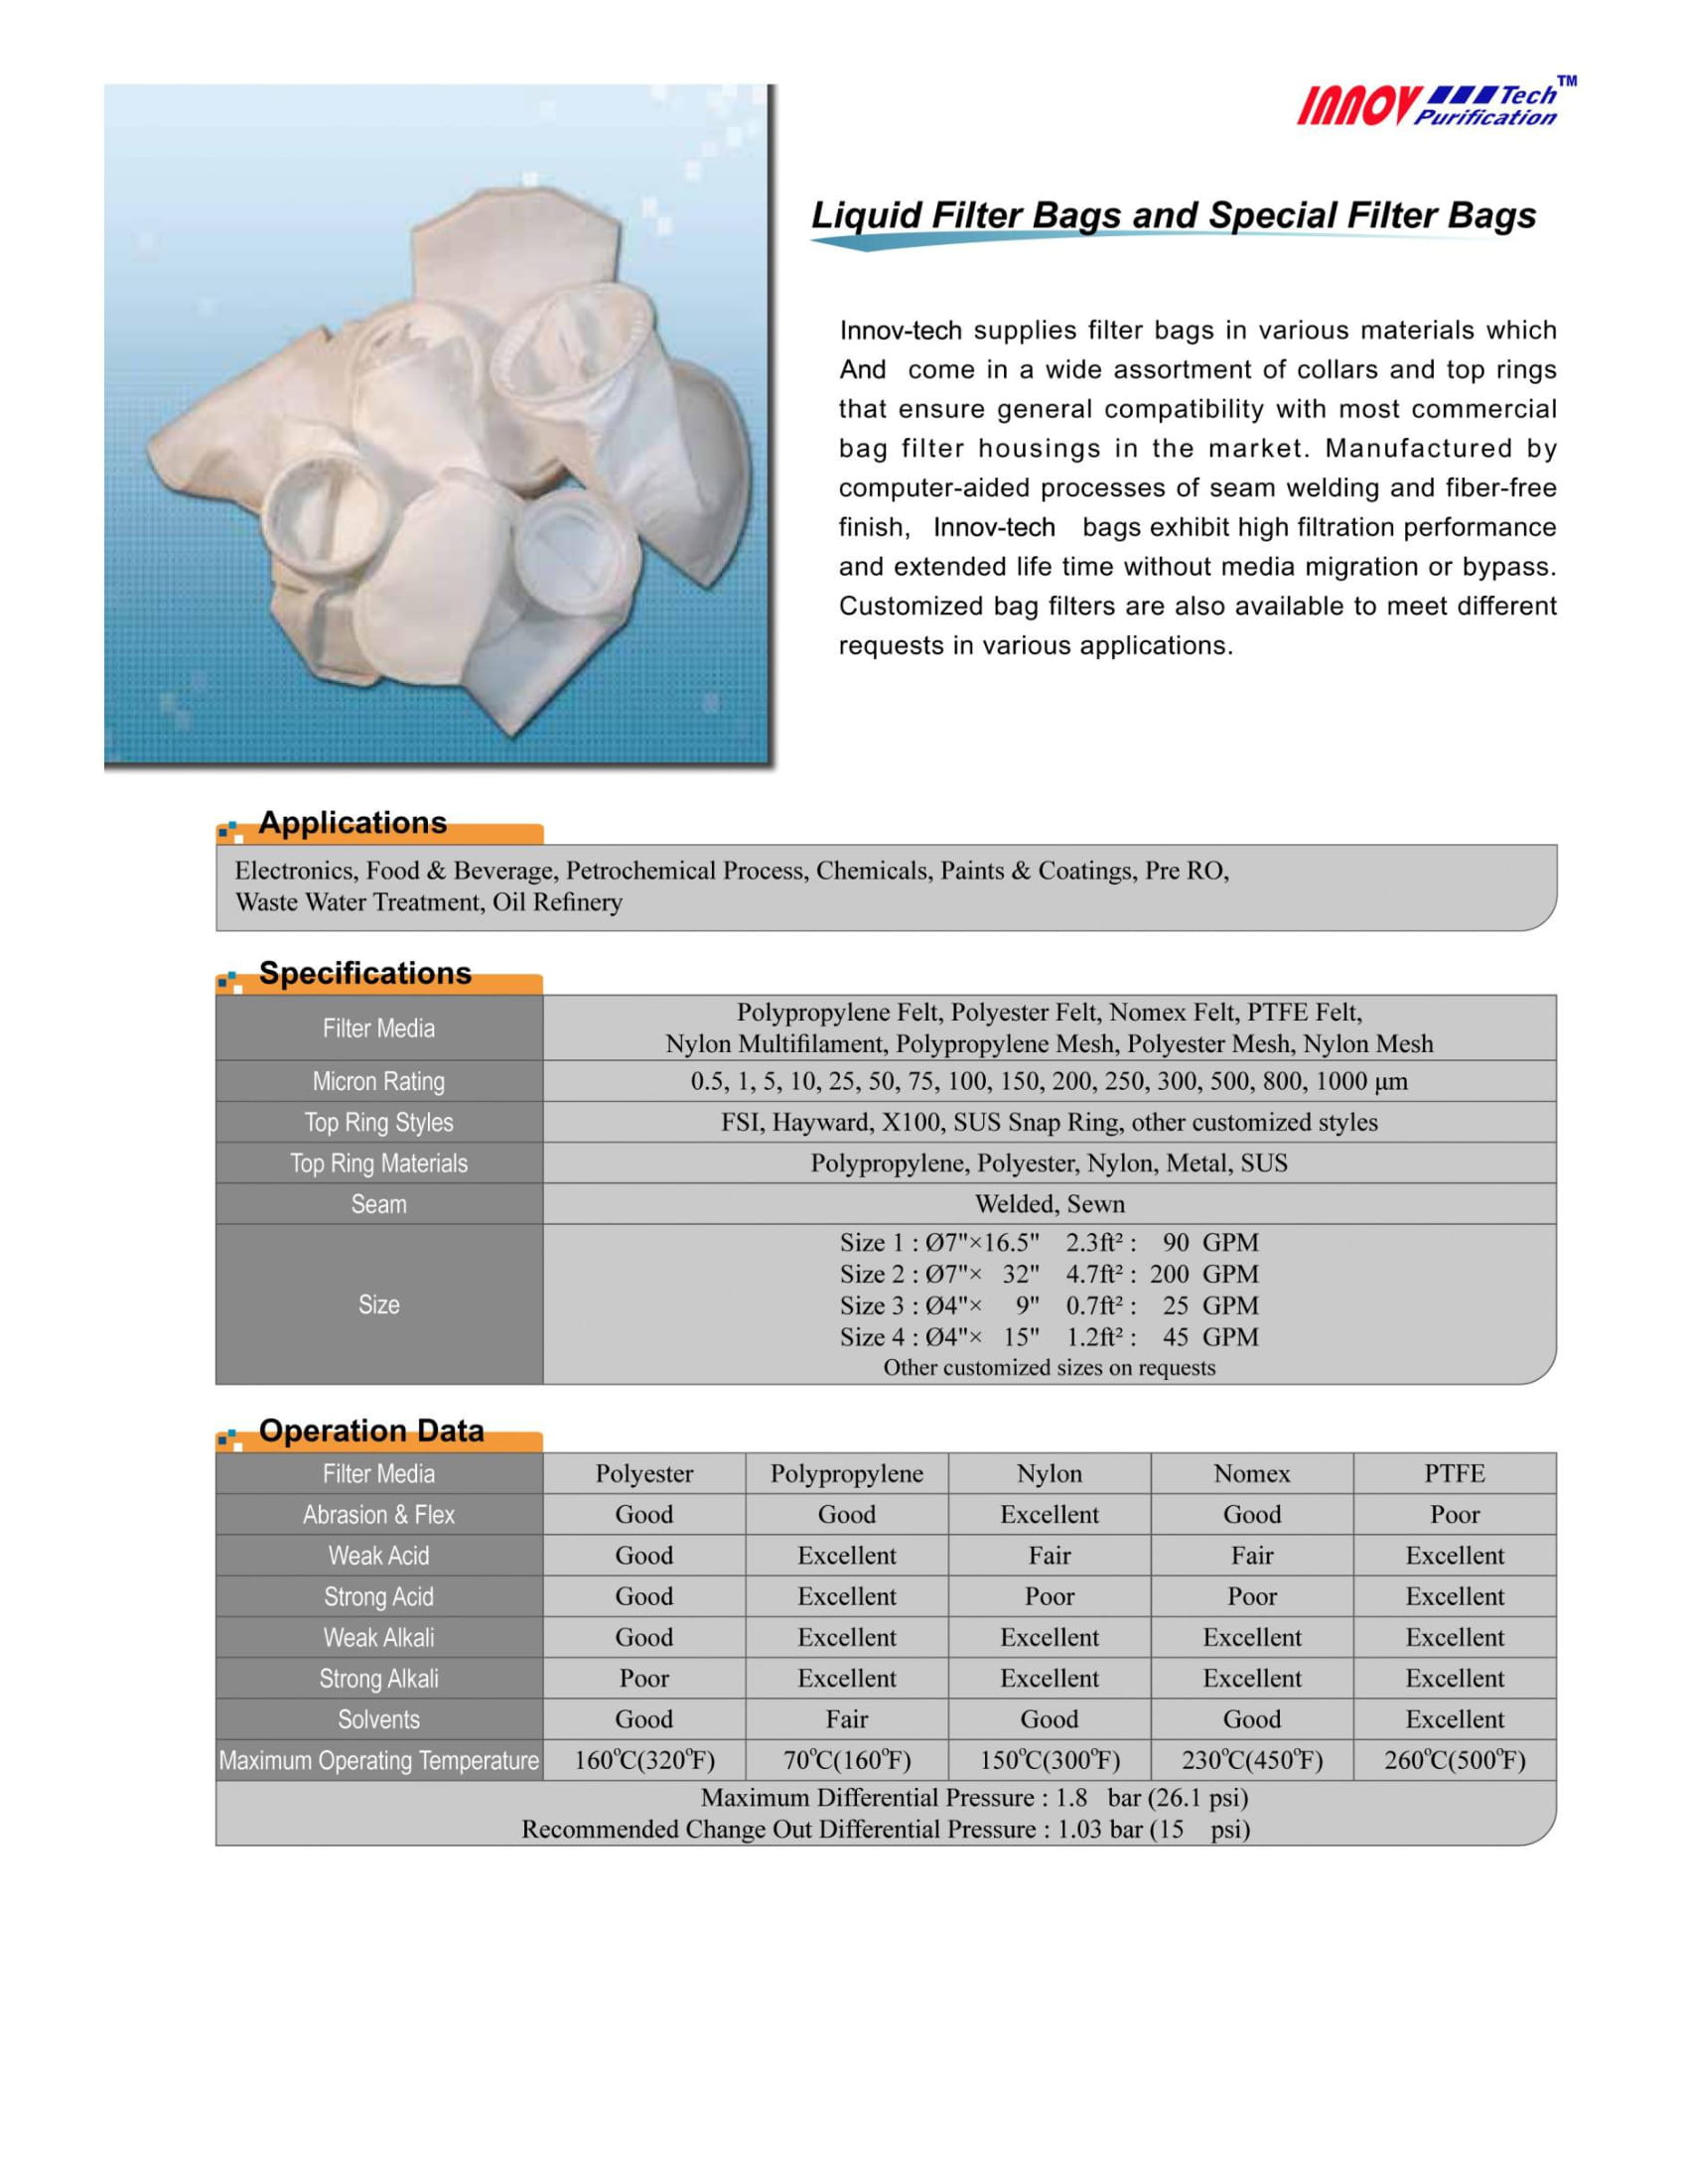 INNOV Tech TM
Purification
Liquid Filter Bags and Special Filter Bags
Innov-tech supplies filter bags in various materials which
And come in a wide assortment of collars and top rings
that ensure general compatibility with most commercial
bag filter housings in the market. Manufactured by
computer-aided processes of seam welding and fiber-free
finish, Innov-tech bags exhibit high filtration performance
and extended life time without media migration or bypass.
Customized bag filters are also available to meet different
requests in various applications.
Applications
Electronics, Food & Beverage, Petrochemical Process, Chemicals, Paints & Coatings, Pre RO,
Waste Water Treatment, Oil Refinery
Specifications
Filter Media
Polypropylene Felt, Polyester Felt, Nomex Felt, PTFE Felt,
Nylon Multifilament, Polypropylene Mesh, Polyester Mesh, Nylon Mesh
Micron Rating 0.5, 1, 5, 10, 25, 50, 75, 100, 150, 200, 250, 300, 500, 800, 1000 µm
Top Ring Styles FSI, Hayward, X100, SUS Snap Ring, other customized styles
Top Ring Materials Polypropylene, Polyester, Nylon, Metal, SUS
Seam Welded, Sewn
Size
Size 1 : Ø7"×16.5" 2.3ft² : 90 GPM
Size 2 : Ø7"× 32" 4.7ft² : 200 GPM
Size 3 : Ø4"× 9" 0.7ft² : 25 GPM
Size 4 : Ø4"× 15" 1.2ft² : 45 GPM
Other customized sizes on requests
Operation Data
Filter Media Polyester Polypropylene Nylon Nomex PTFE
Abrasion & Flex Good Good Excellent Good Poor
Weak Acid Good Excellent Fair Fair Excellent
Strong Acid Good Excellent Poor Poor Excellent
Weak Alkali Good Excellent Excellent Excellent Excellent
Strong Alkali Poor Excellent Excellent Excellent Excellent
Solvents Good Fair Good Good Excellent
Maximum Operating Temperature 160°C(320°F) 70°C(160°F) 150°C(300°F) 230°C(450°F) 260°C(500°F)
Maximum Differential Pressure : 1.8 bar (26.1 psi)
Recommended Change Out Differential Pressure : 1.03 bar (15 psi)